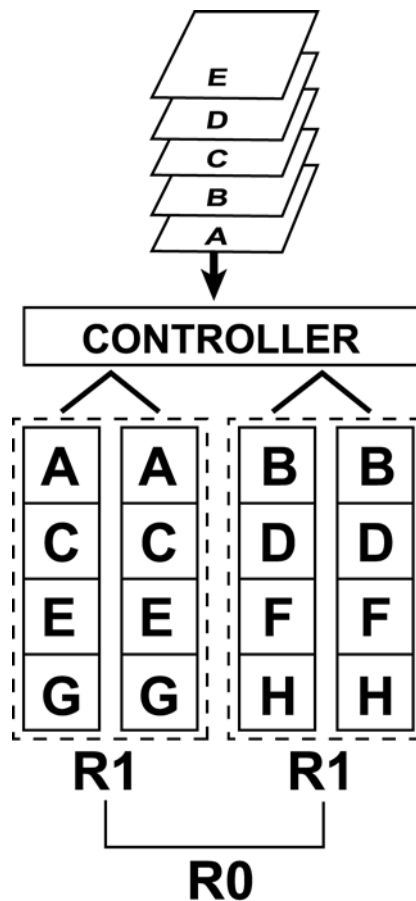 E
D
C
B
A
CONTROLLER
A A B B
C C D D
E E F F
G G H H
R1 R1
R0